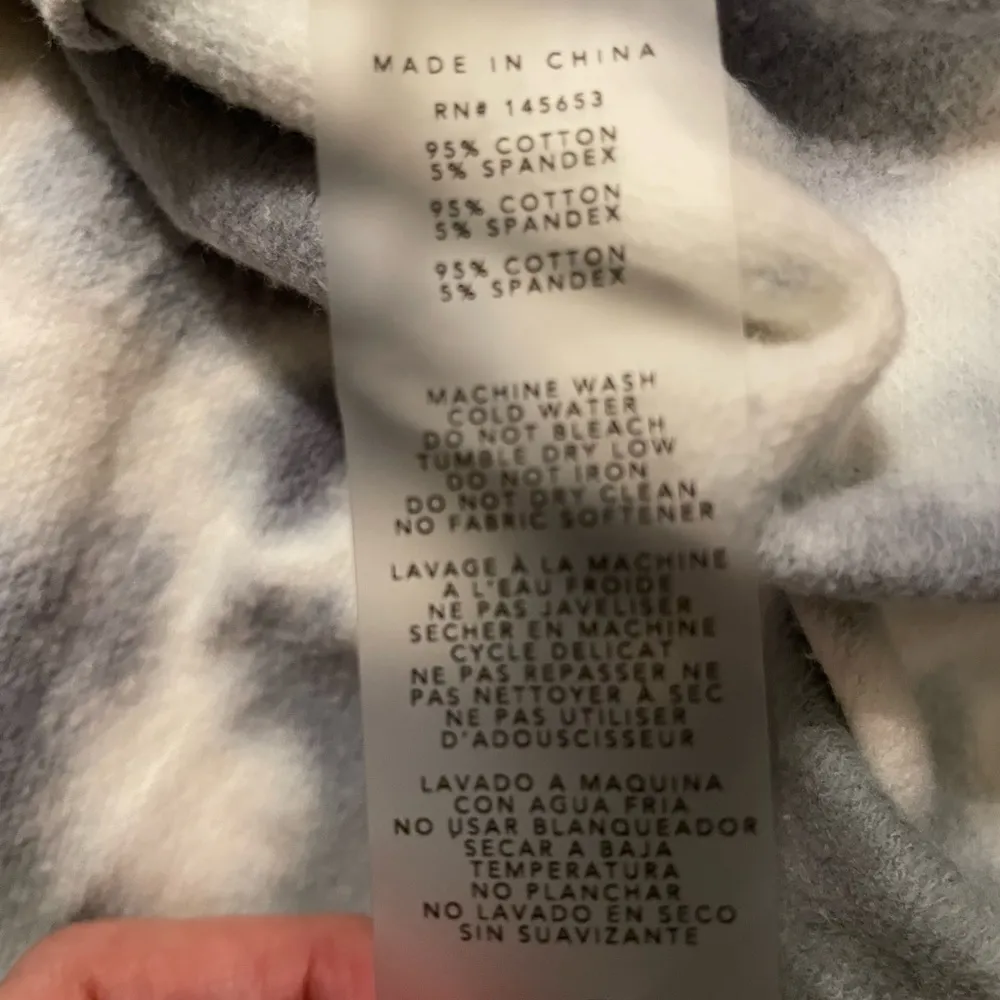 MADE IN CHINA
RN# 145653
95% COTTON
5% SPANDEX
95% COTTON
5% SPANDEX
95% COTTON
5% SPANDEX
MACHINE WASH
COLD WATER
DO NOT BLEACH
TUMBLE DRY LOW
DO NOT IRON
DO NOT DRY CLEAN
NO FABRIC SOFTENER
LAVAGE À LA MACHINE
A L'EAU FROIDE
NE PAS JAVELISER
SECHER EN MACHINE
CYCLE DELICAT
NE PAS REPASSER NE
PAS NETTOYER À SEC
NE PAS UTILISER
D'ADOUSCISSEUR
LAVADO A MAQUINA
CON AGUA FRIA
NO USAR BLANQUEADOR
SECAR A BAJA
TEMPERATURA
NO PLANCHAR
NO LAVADO EN SECO
SIN SUAVIZANTE